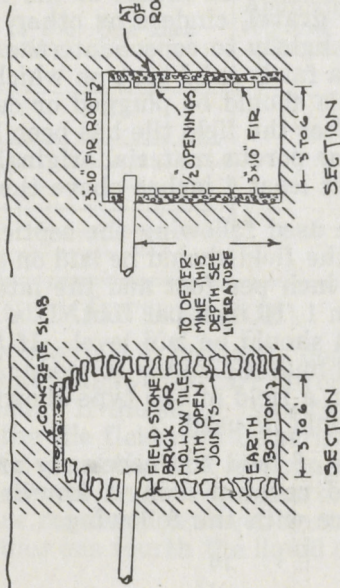 CONCRETE SLAB
FIELD STONE
BRICK OR
HOLLOW TILE
WITH OPEN
JOINTS.
EARTH
BOTTOM
3' TO 6'
SECTION
TO DETER-
MINE THIS
DEPTH SEE
LITERATURE
3"×10" FIR ROOF
1/2" OPENINGS
3"×10" FIR
3' TO 6'
SECTION
AT
OF
RO